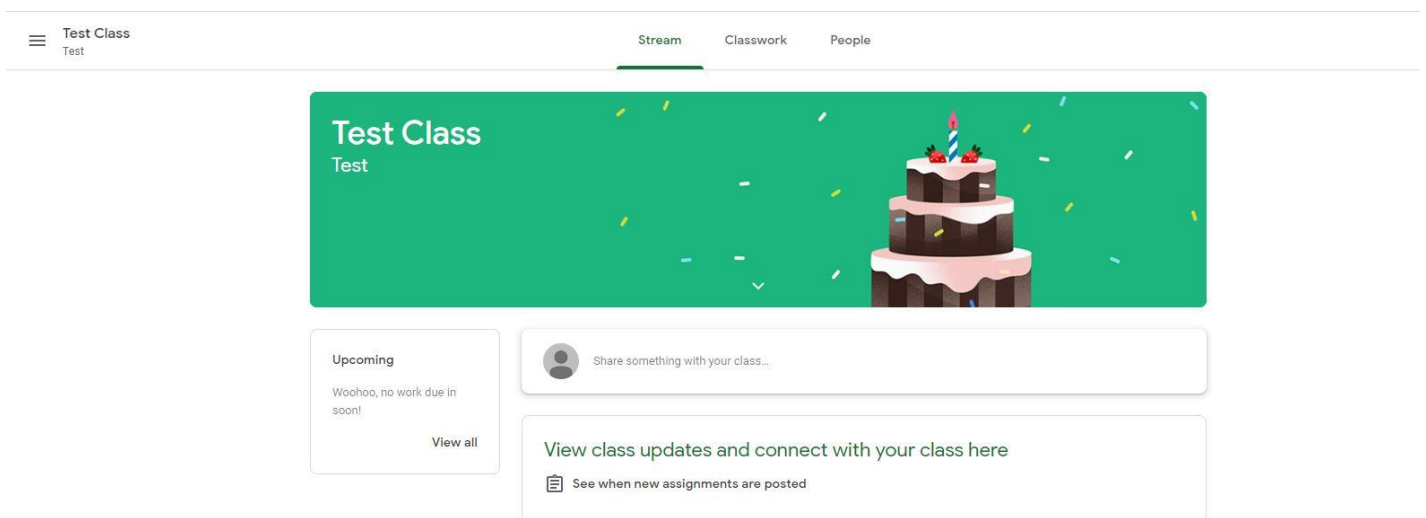 Test Class
Test
Stream
Classwork
People
Test Class
Test
Upcoming
Woohoo, no work due in
soon!
View all
Share something with your class...
View class updates and connect with your class here
See when new assignments are posted